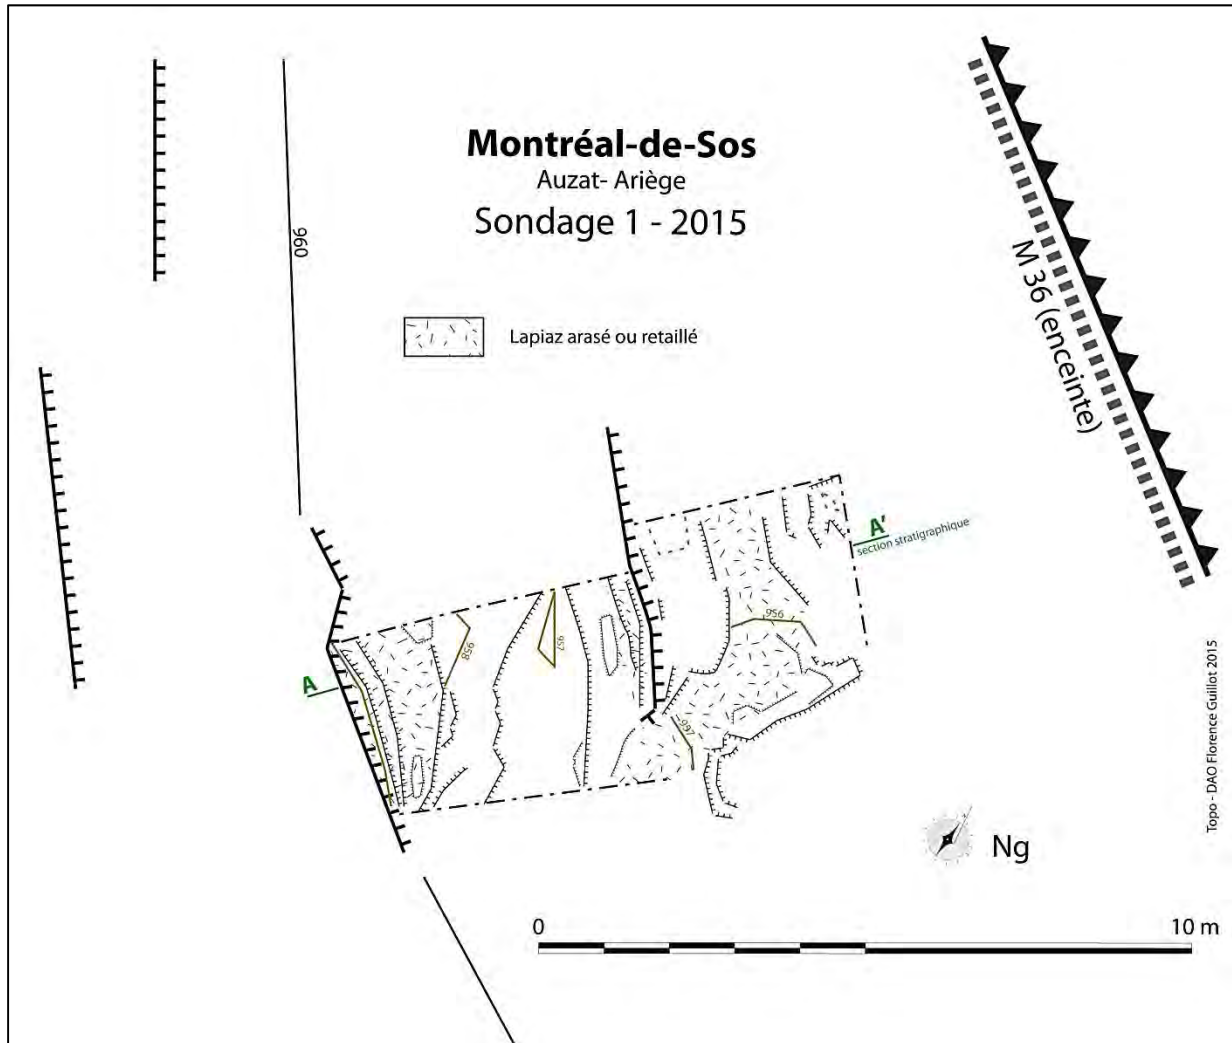 Montréal-de-Sos
Auzat- Ariège
Sondage 1 - 2015
960
Lapiaz arasé ou retaillé
M 36 (enceinte)
A'
section stratigraphique
956
957
958
A
997
Topo - DAO Florence Guillot 2015
Ng
0
10 m